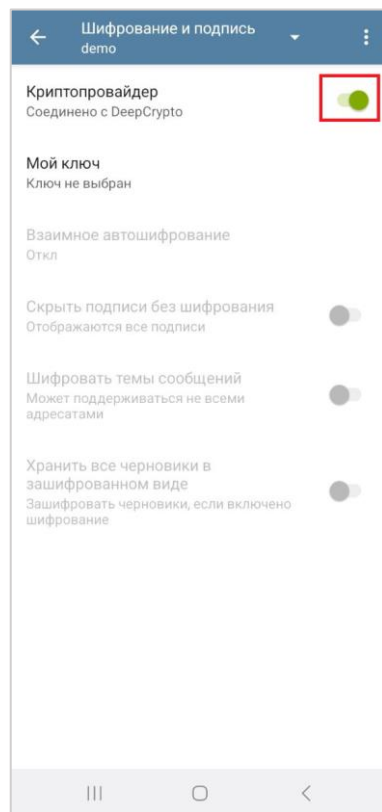 Шифрование и подпись
demo
Криптопровайдер
Соединено с DeepCrypto
Мой ключ
Ключ не выбран
Взаимное автошифрование
Откл
Скрыть подписи без шифрования
Отображаются все подписи
Шифровать темы сообщений
Может поддерживаться не всеми
адресатами
Хранить все черновики в
зашифрованном виде
Зашифровать черновики, если включено
шифрование